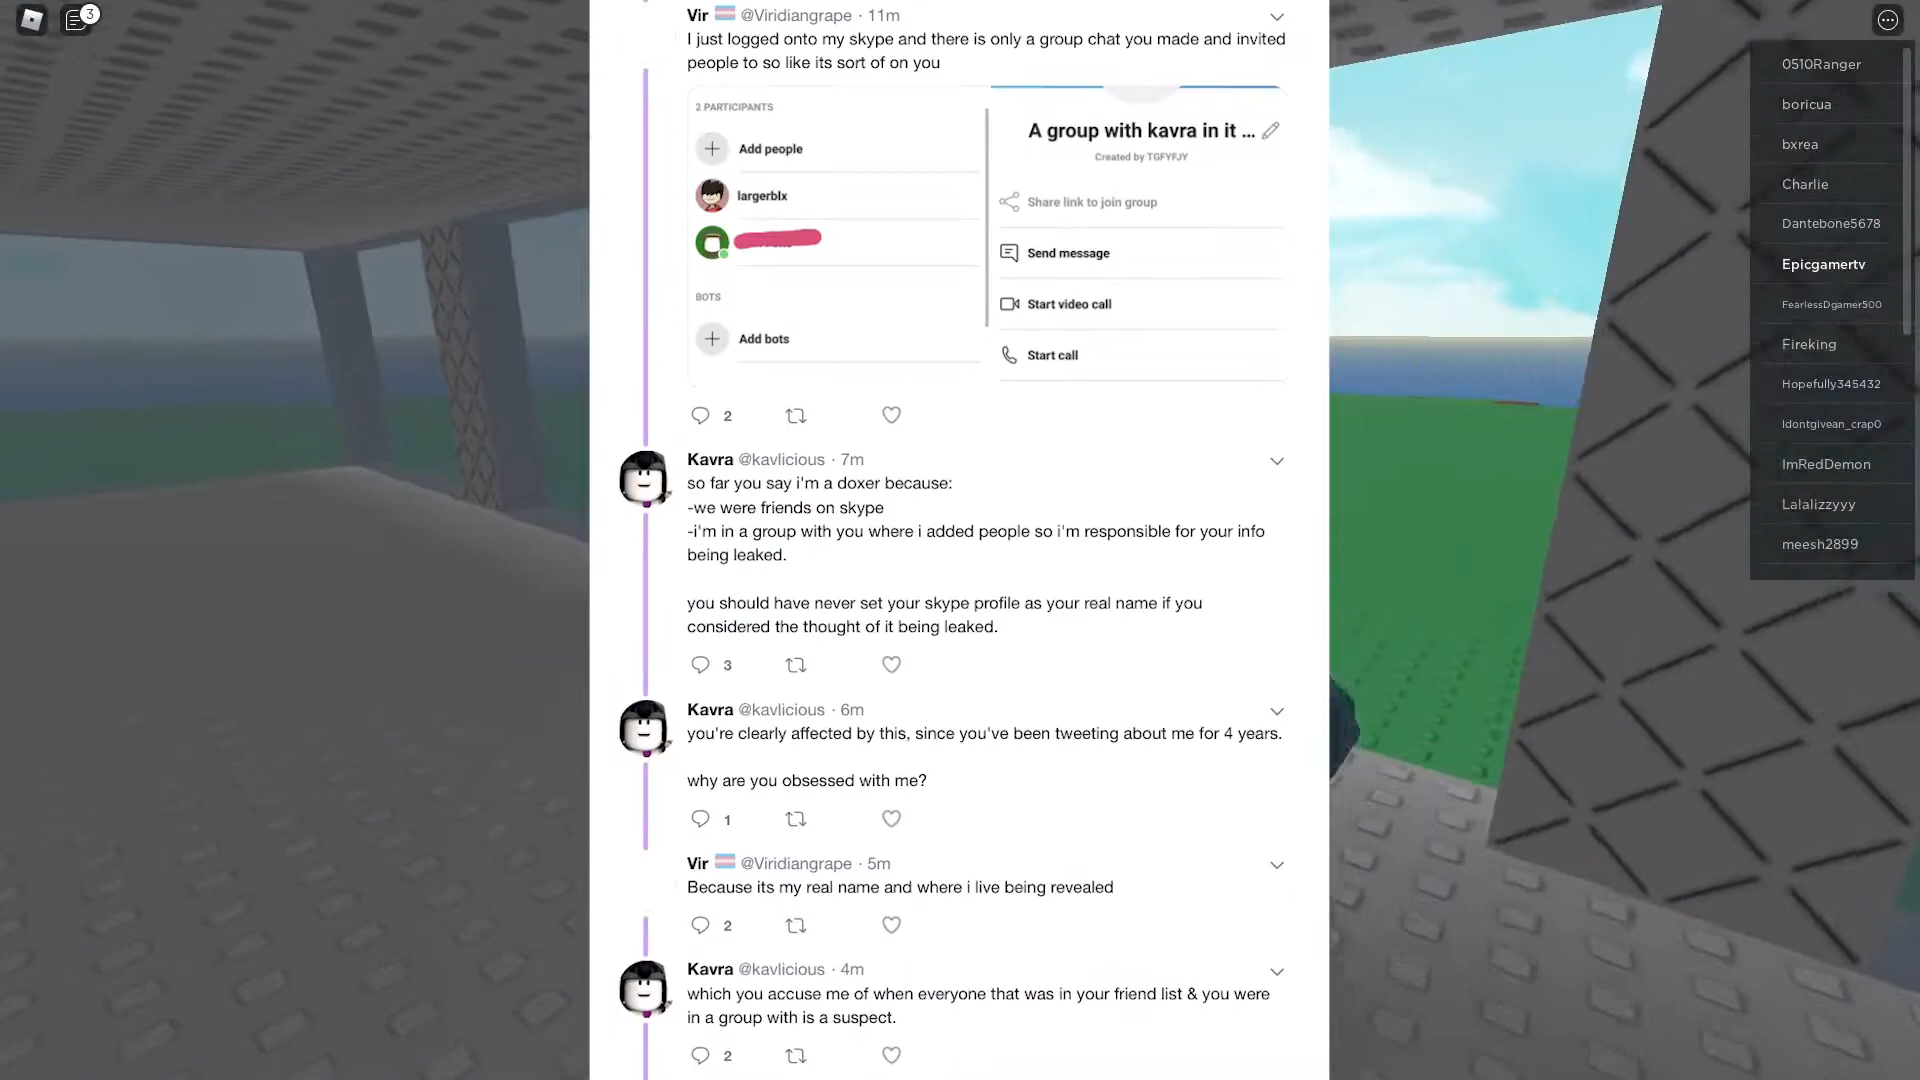 3
Vir @Viridiangrape · 11m
I just logged onto my skype and there is only a group chat you made and invited
people to so like its sort of on you
2 PARTICIPANTS
Add people
largerblx
BOTS
Add bots
A group with kavra in it ...
Created by TGFYFJY
Share link to join group
Send message
Start video call
Start call
2
Kavra @kavlicious · 7m
so far you say i'm a doxer because:
-we were friends on skype
-i'm in a group with you where i added people so i'm responsible for your info
being leaked.
you should have never set your skype profile as your real name if you
considered the thought of it being leaked.
3
Kavra @kavlicious · 6m
you're clearly affected by this, since you've been tweeting about me for 4 years.
why are you obsessed with me?
1
Vir @Viridiangrape · 5m
Because its my real name and where i live being revealed
2
Kavra @kavlicious · 4m
which you accuse me of when everyone that was in your friend list & you were
in a group with is a suspect.
2
0510Ranger
boricua
bxrea
Charlie
Dantebone5678
Epicgamertv
FearlessDgamer500
Fireking
Hopefully345432
Idontgivean_crap0
ImRedDemon
Lalalizzyyy
meesh2899